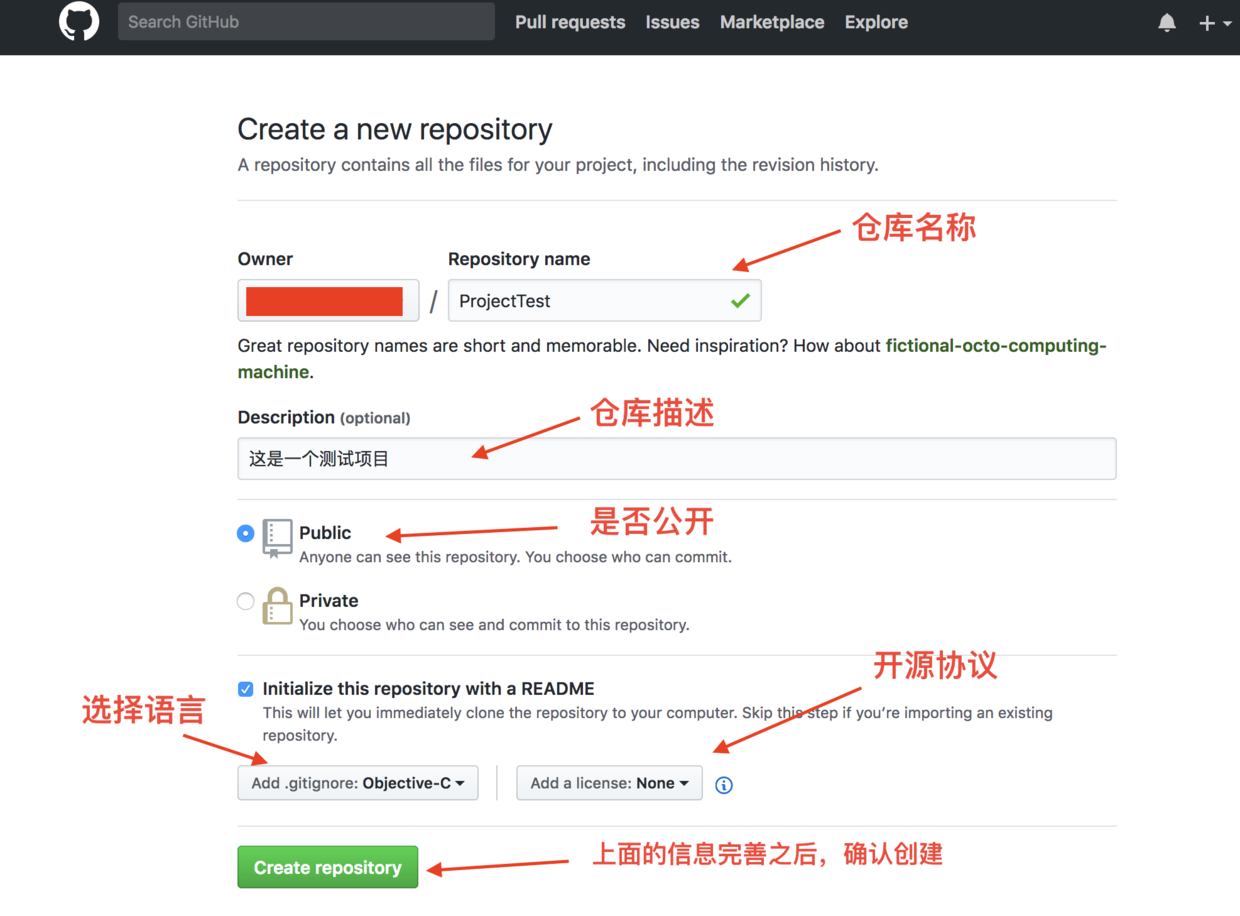 Search GitHub
Pull requests Issues Marketplace Explore
Create a new repository
A repository contains all the files for your project, including the revision history.
仓库名称
Owner
Repository name
/
ProjectTest
Great repository names are short and memorable. Need inspiration? How about fictional-octo-computing-
machine.
仓库描述
Description (optional)
这是一个测试项目
是否公开
Public
Anyone can see this repository. You choose who can commit.
Private
You choose who can see and commit to this repository.
开源协议
选择语言
Initialize this repository with a README
This will let you immediately clone the repository to your computer. Skip this step if you’re importing an existing
repository.
Add .gitignore: Objective-C
Add a license: None
上面的信息完善之后，确认创建
Create repository